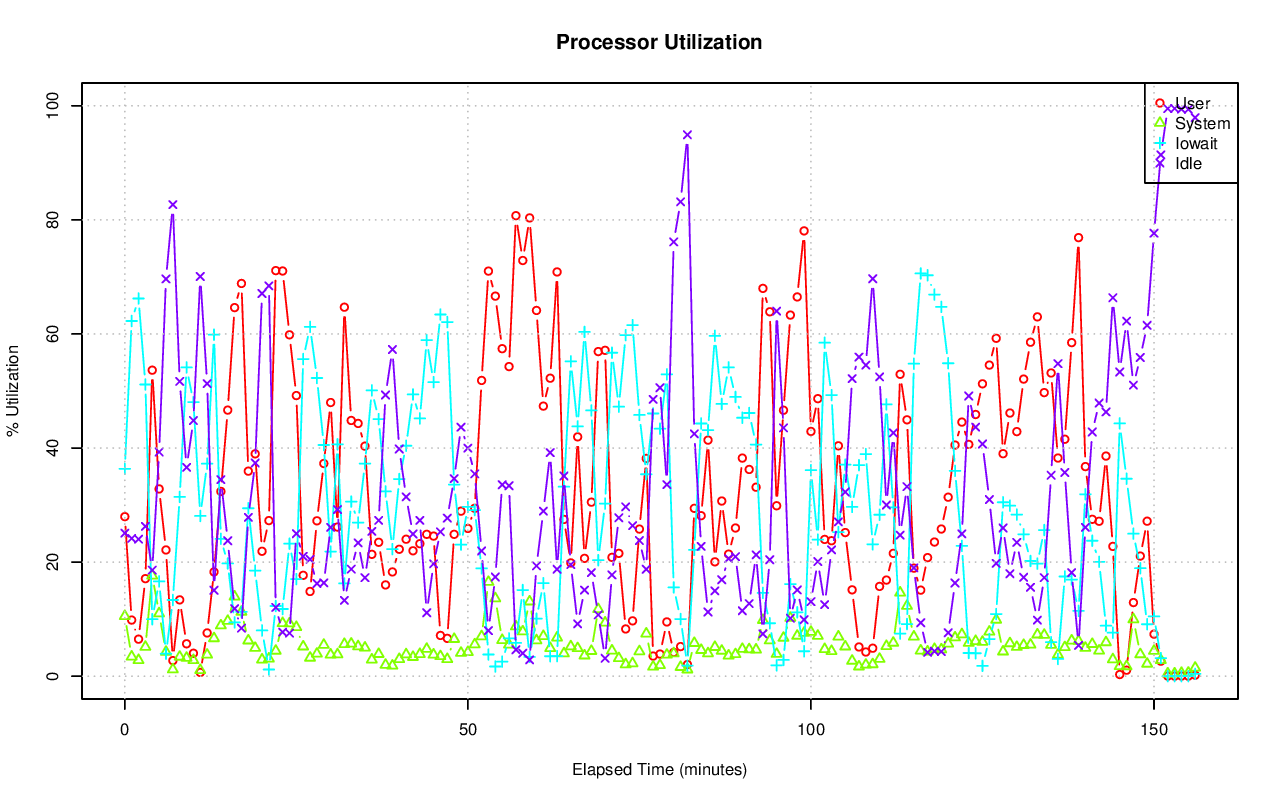 Processor Utilization
User
System
Iowait
Idle
% Utilization
0
20
40
60
80
100
0
50
100
150
Elapsed Time (minutes)